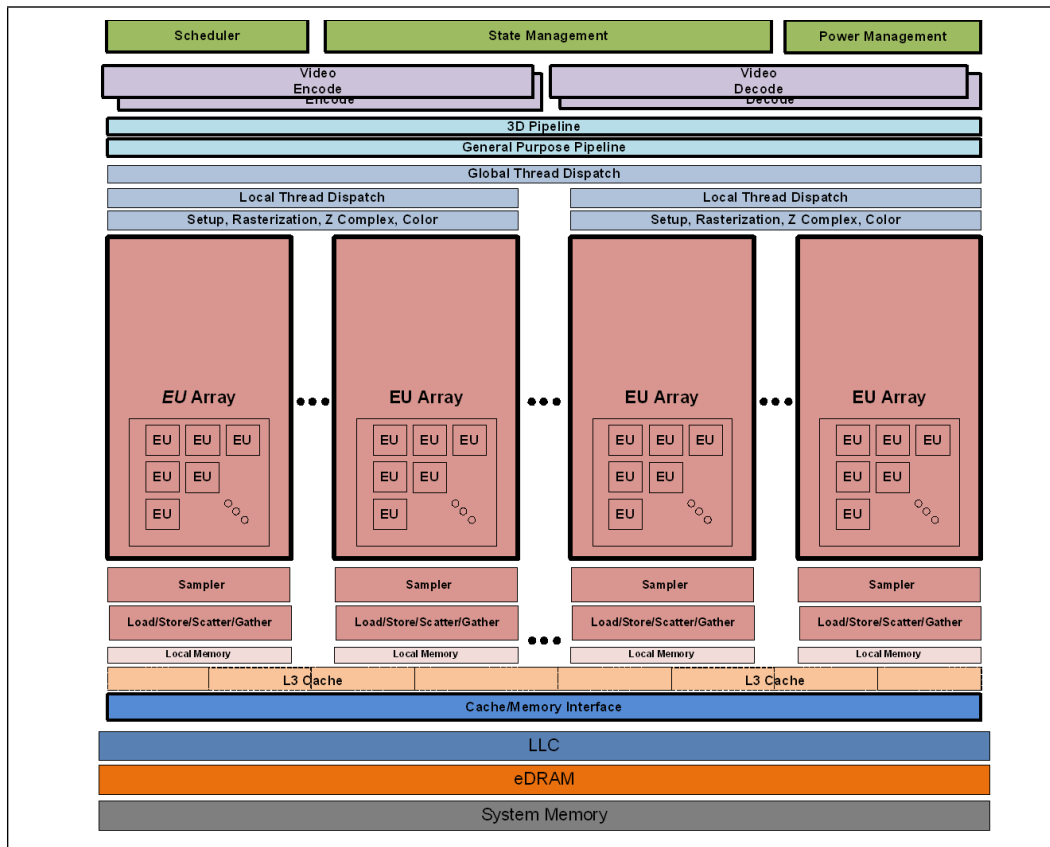 Scheduler State Management Power Management
Video Video
Encode Decode
Encode Decode
3D Pipeline
General Purpose Pipeline
Global Thread Dispatch
Local Thread Dispatch Local Thread Dispatch
Setup, Rasterization, Z Complex, Color Setup, Rasterization, Z Complex, Color
EU Array EU Array EU Array EU Array
EU EU EU EU EU EU EU EU EU EU EU EU
EU EU EU EU EU EU EU EU
EU EU EU EU
Sampler Sampler Sampler Sampler
Load/Store/Scatter/Gather Load/Store/Scatter/Gather Load/Store/Scatter/Gather Load/Store/Scatter/Gather
Local Memory Local Memory Local Memory Local Memory
L3 Cache L3 Cache
Cache/Memory Interface
LLC
eDRAM
System Memory